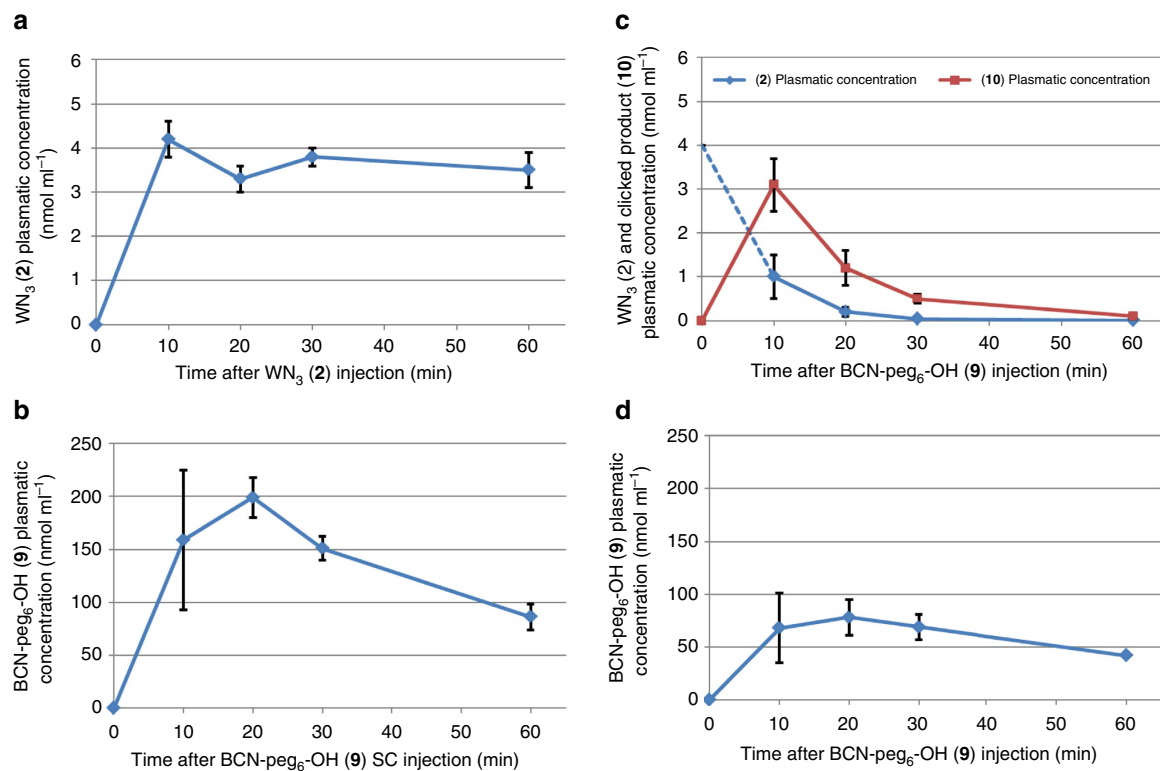 a
WN₃ (2) plasmatic concentration
(nmol ml⁻¹)
6
5
4
3
2
1
0
0 10 20 30 40 50 60
Time after WN₃ (2) injection (min)
b
BCN-peg₆-OH (9) plasmatic
concentration (nmol ml⁻¹)
250
200
150
100
50
0
0 10 20 30 40 50 60
Time after BCN-peg₆-OH (9) SC injection (min)
c
WN₃ (2) and clicked product (10)
plasmatic concentration (nmol ml⁻¹)
6
5
4
3
2
1
0
(2) Plasmatic concentration (10) Plasmatic concentration
0 10 20 30 40 50 60
Time after BCN-peg₆-OH (9) injection (min)
d
BCN-peg₆-OH (9) plasmatic
concentration (nmol ml⁻¹)
250
200
150
100
50
0
0 10 20 30 40 50 60
Time after BCN-peg₆-OH (9) injection (min)